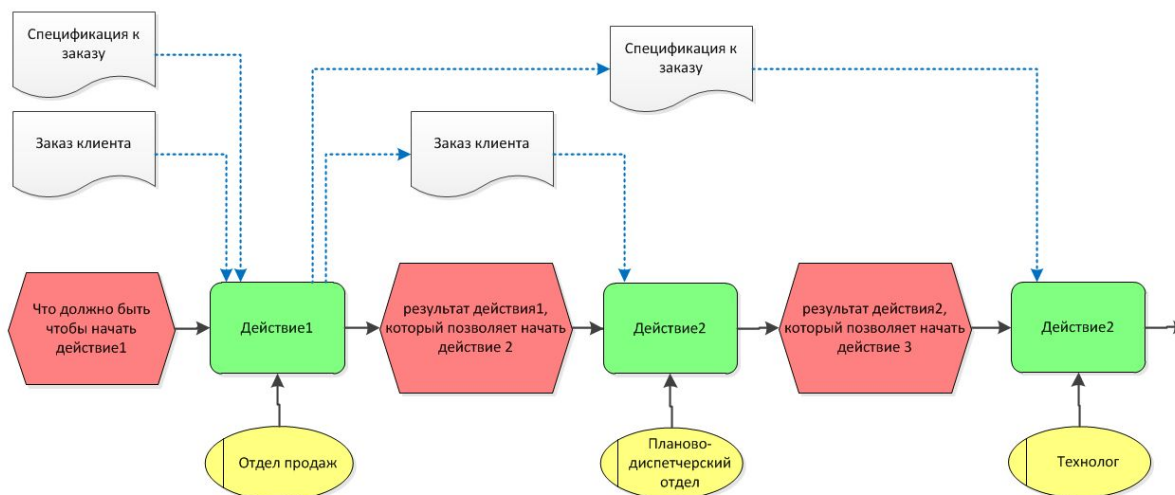 Спецификация к
заказу
Спецификация к
заказу
Заказ клиента
Заказ клиента
Что должно быть
чтобы начать
действие1
Действие1
результат действия1,
который позволяет начать
действие 2
Действие2
результат действия2,
который позволяет начать
действие 3
Действие2
Отдел продаж
Планово-
диспетчерский
отдел
Технолог